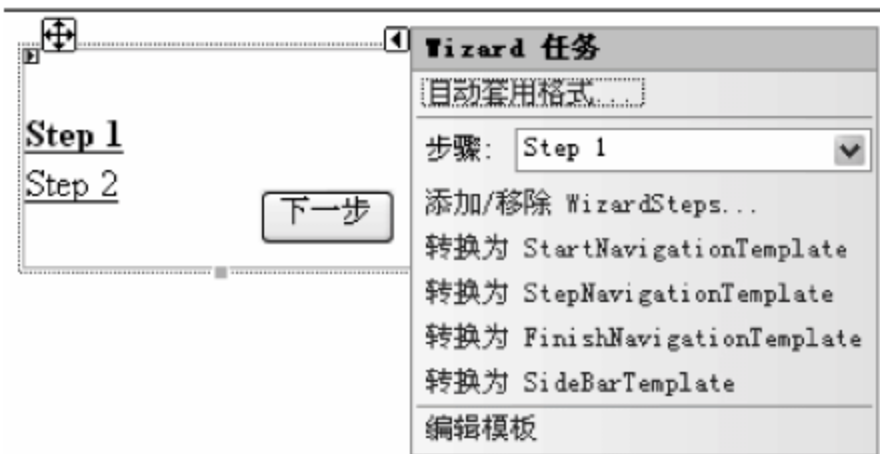 Step 1
Step 2
下一步
Wizard 任务
自动套用格式...
步骤: Step 1
添加/移除 WizardSteps...
转换为 StartNavigationTemplate
转换为 StepNavigationTemplate
转换为 FinishNavigationTemplate
转换为 SideBarTemplate
编辑模板